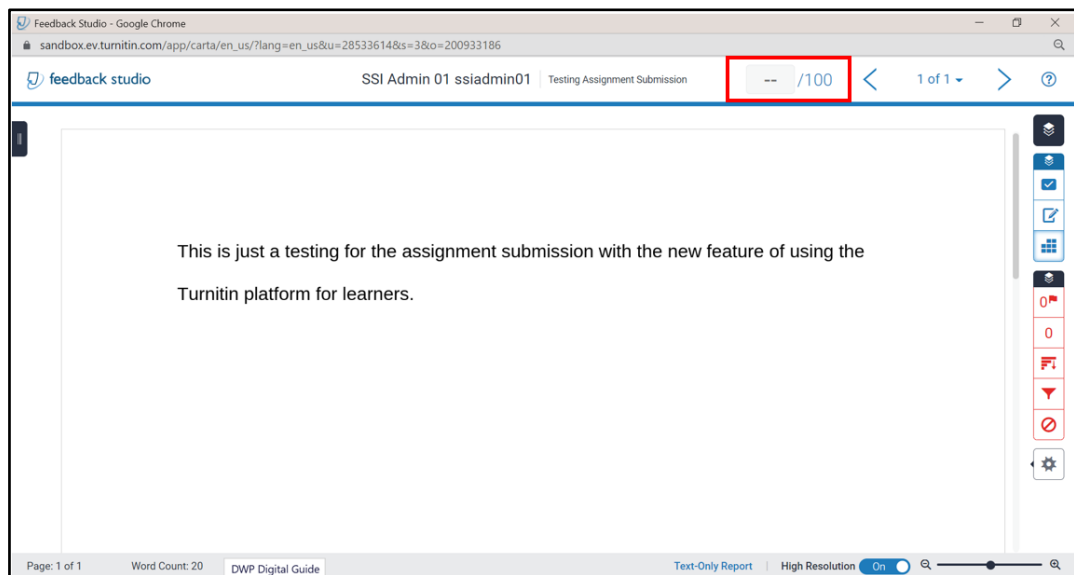 Feedback Studio - Google Chrome
sandbox.ev.turnitin.com/app/carta/en_us/?lang=en_us&u=28533614&s=3&o=200933186
feedback studio SSI Admin 01 ssiadmin01 Testing Assignment Submission -- /100 1 of 1 ?
This is just a testing for the assignment submission with the new feature of using the
Turnitin platform for learners.
0
0
Page: 1 of 1 Word Count: 20 DWP Digital Guide Text-Only Report High Resolution On